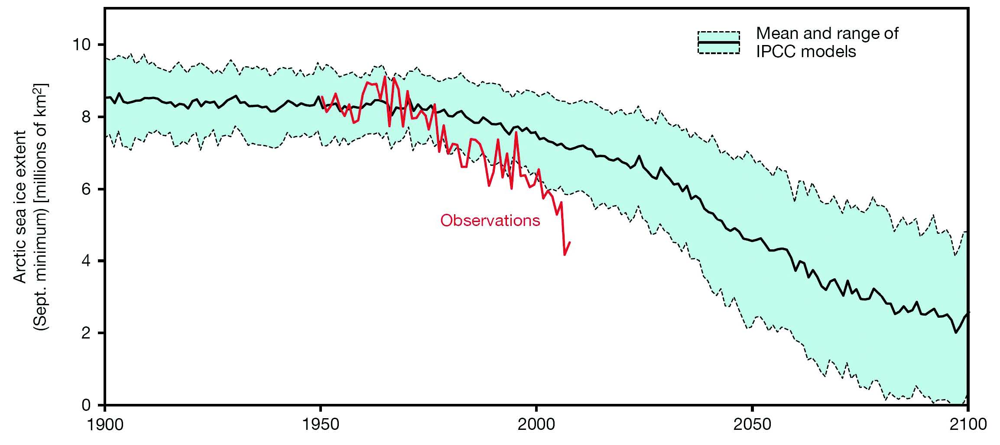 Mean and range of
IPCC models
Arctic sea ice extent
(Sept. minimum) [millions of km²]
10
8
6
4
2
0
Observations
1900
1950
2000
2050
2100